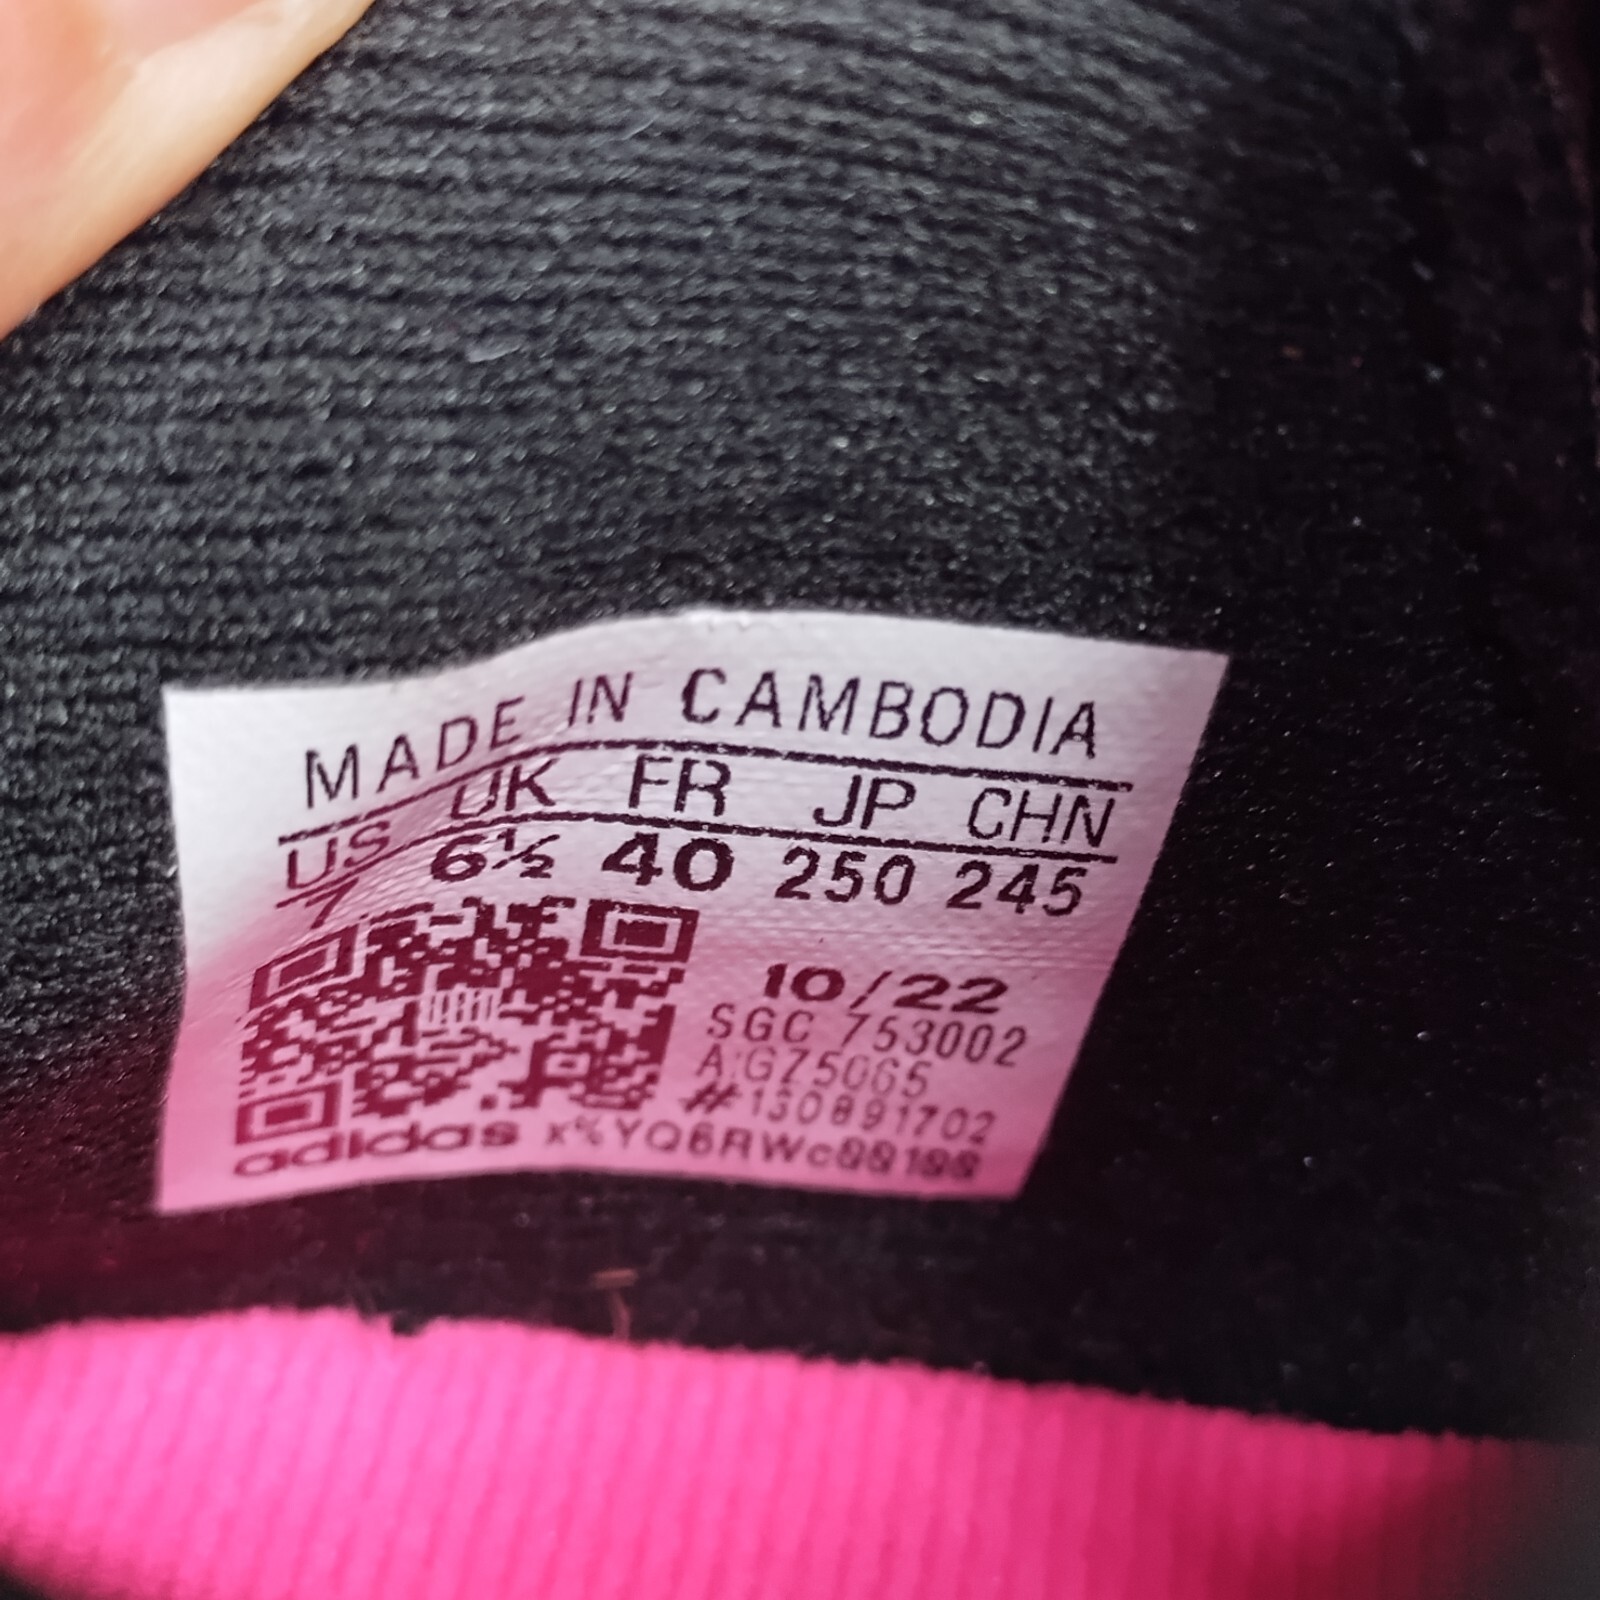 MADE IN CAMBODIA
US UK FR JP CHN
7 6½ 40 250 245
10/22
SGC 753002
A:G75065
#130891702
adidas